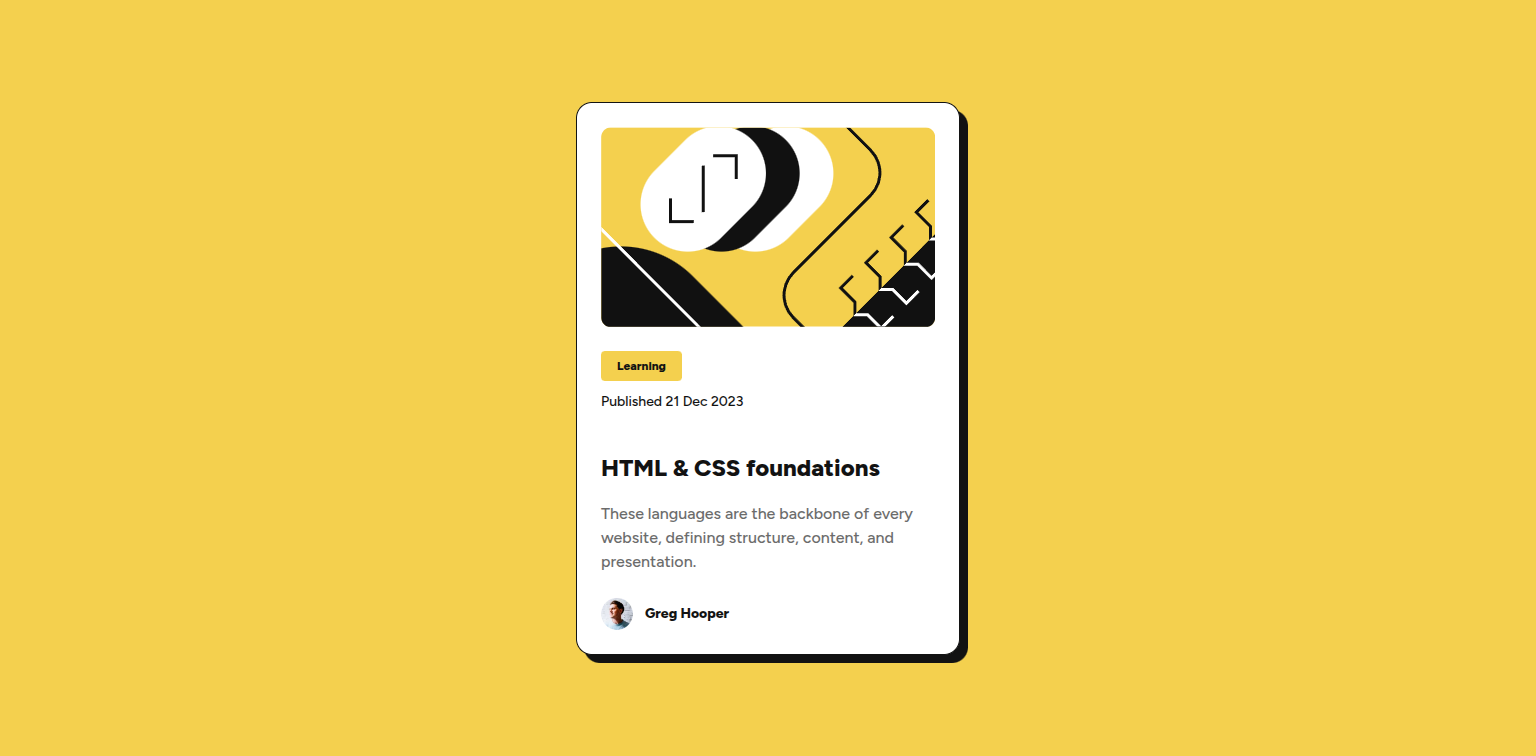 Learning
Published 21 Dec 2023
HTML & CSS foundations
These languages are the backbone of every
website, defining structure, content, and
presentation.
Greg Hooper